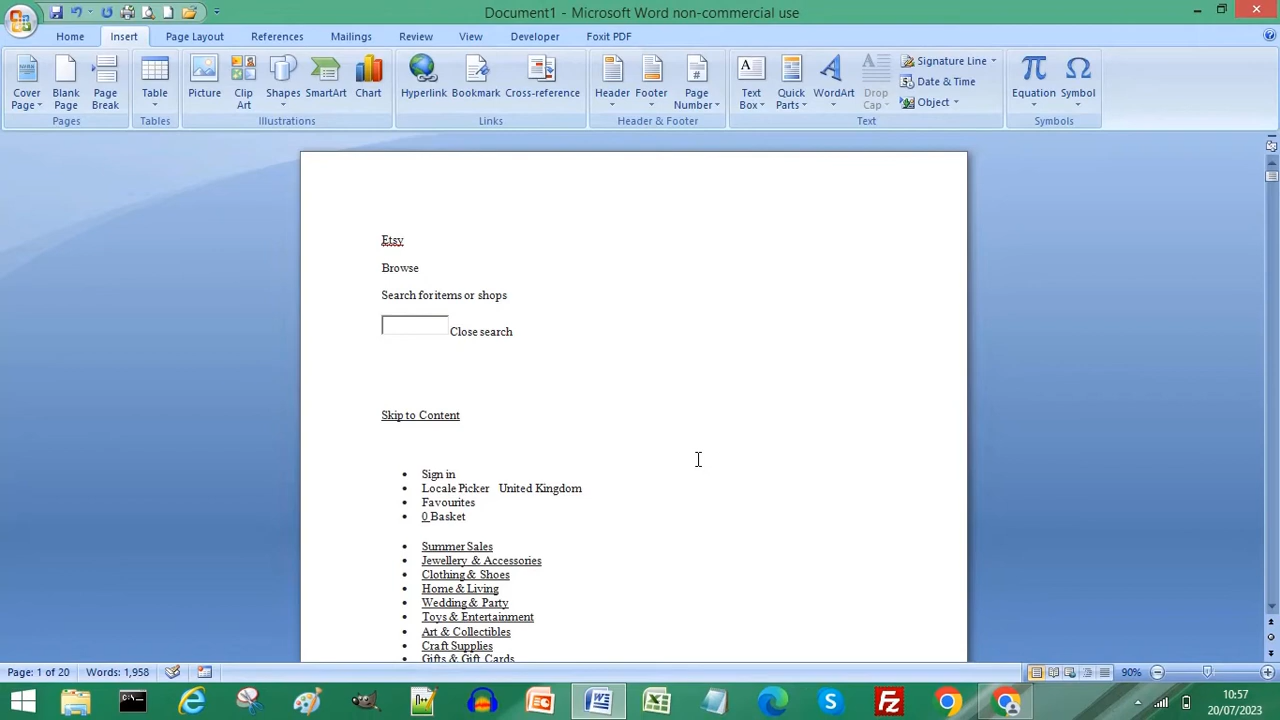 Document1 - Microsoft Word non-commercial use
Home Insert Page Layout References Mailings Review View Developer Foxit PDF
Cover Page Blank Page Page Break Table Picture Clip Art Shapes SmartArt Chart Hyperlink Bookmark Cross-reference Header Footer Page Number Text Box Quick Parts WordArt Drop Cap Signature Line Date & Time Object Equation Symbol
Pages Tables Illustrations Links Header & Footer Text Symbols
Etsy
Browse
Search for items or shops
Close search
Skip to Content
Sign in
Locale Picker United Kingdom
Favourites
0 Basket
Summer Sales
Jewellery & Accessories
Clothing & Shoes
Home & Living
Wedding & Party
Toys & Entertainment
Art & Collectibles
Craft Supplies
Gifts & Gift Cards
Page: 1 of 20 Words: 1,958 90%
10:57
20/07/2023